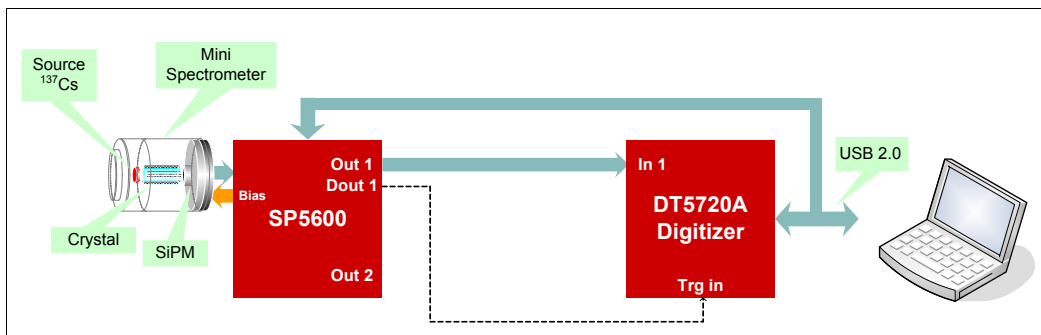 Source
¹³⁷Cs
Mini
Spectrometer
Crystal
SiPM
Bias
SP5600
Out 1
Dout 1
Out 2
In 1
DT5720A
Digitizer
Trg in
USB 2.0